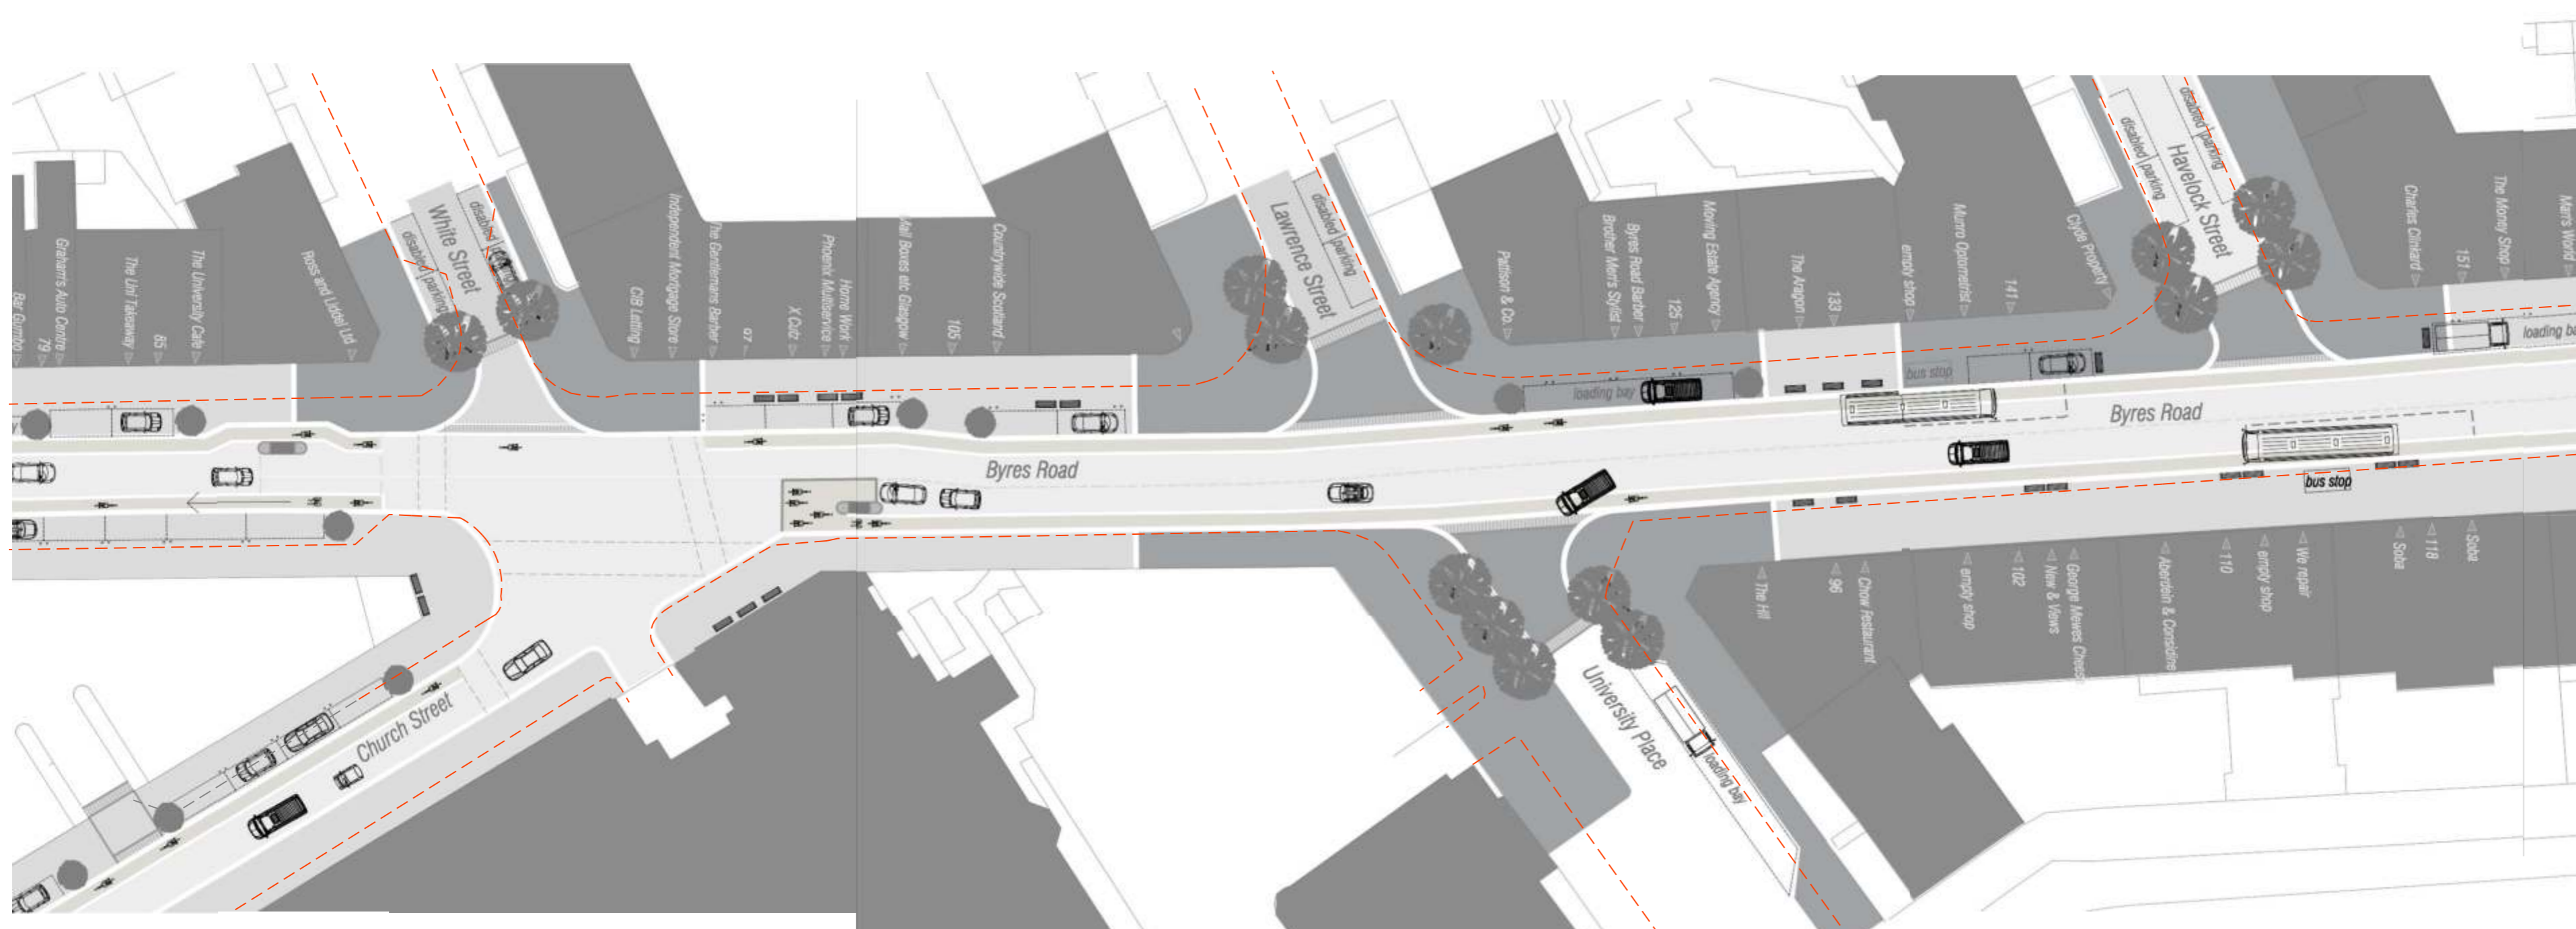 White Street
disabled parking
disabled
Lawrence Street
disabled parking
Havelock Street
disabled parking
disabled parking
Bar Gumbo
79
Graham's Auto Centre
The Uni Takeaway
85
The University Cafe
Ross and Liddel Ltd
CIB Letting
Independent Mortgage Store
The Gentlemans Barber
97
X Cutz
Phoenix Multiservice
Home Work
Mail Boxes etc Glasgow
105
Countrywide Scotland
Pattison & Co.
Brother Men's Stylist
Byres Road Barber
125
Moving Estate Agency
The Aragon
133
empty shop
Munro Optometrist
141
Clyde Property
Charles Clinkard
151
The Money Shop
Man's World
loading bay
bus stop
loading ba
Byres Road
Byres Road
bus stop
The Hill
96
Chow Restaurant
empty shop
102
New & Views
George Mewes Cheese
Aberdein & Considine
110
empty shop
We repair
Soba
118
Soba
Church Street
University Place
loading bay